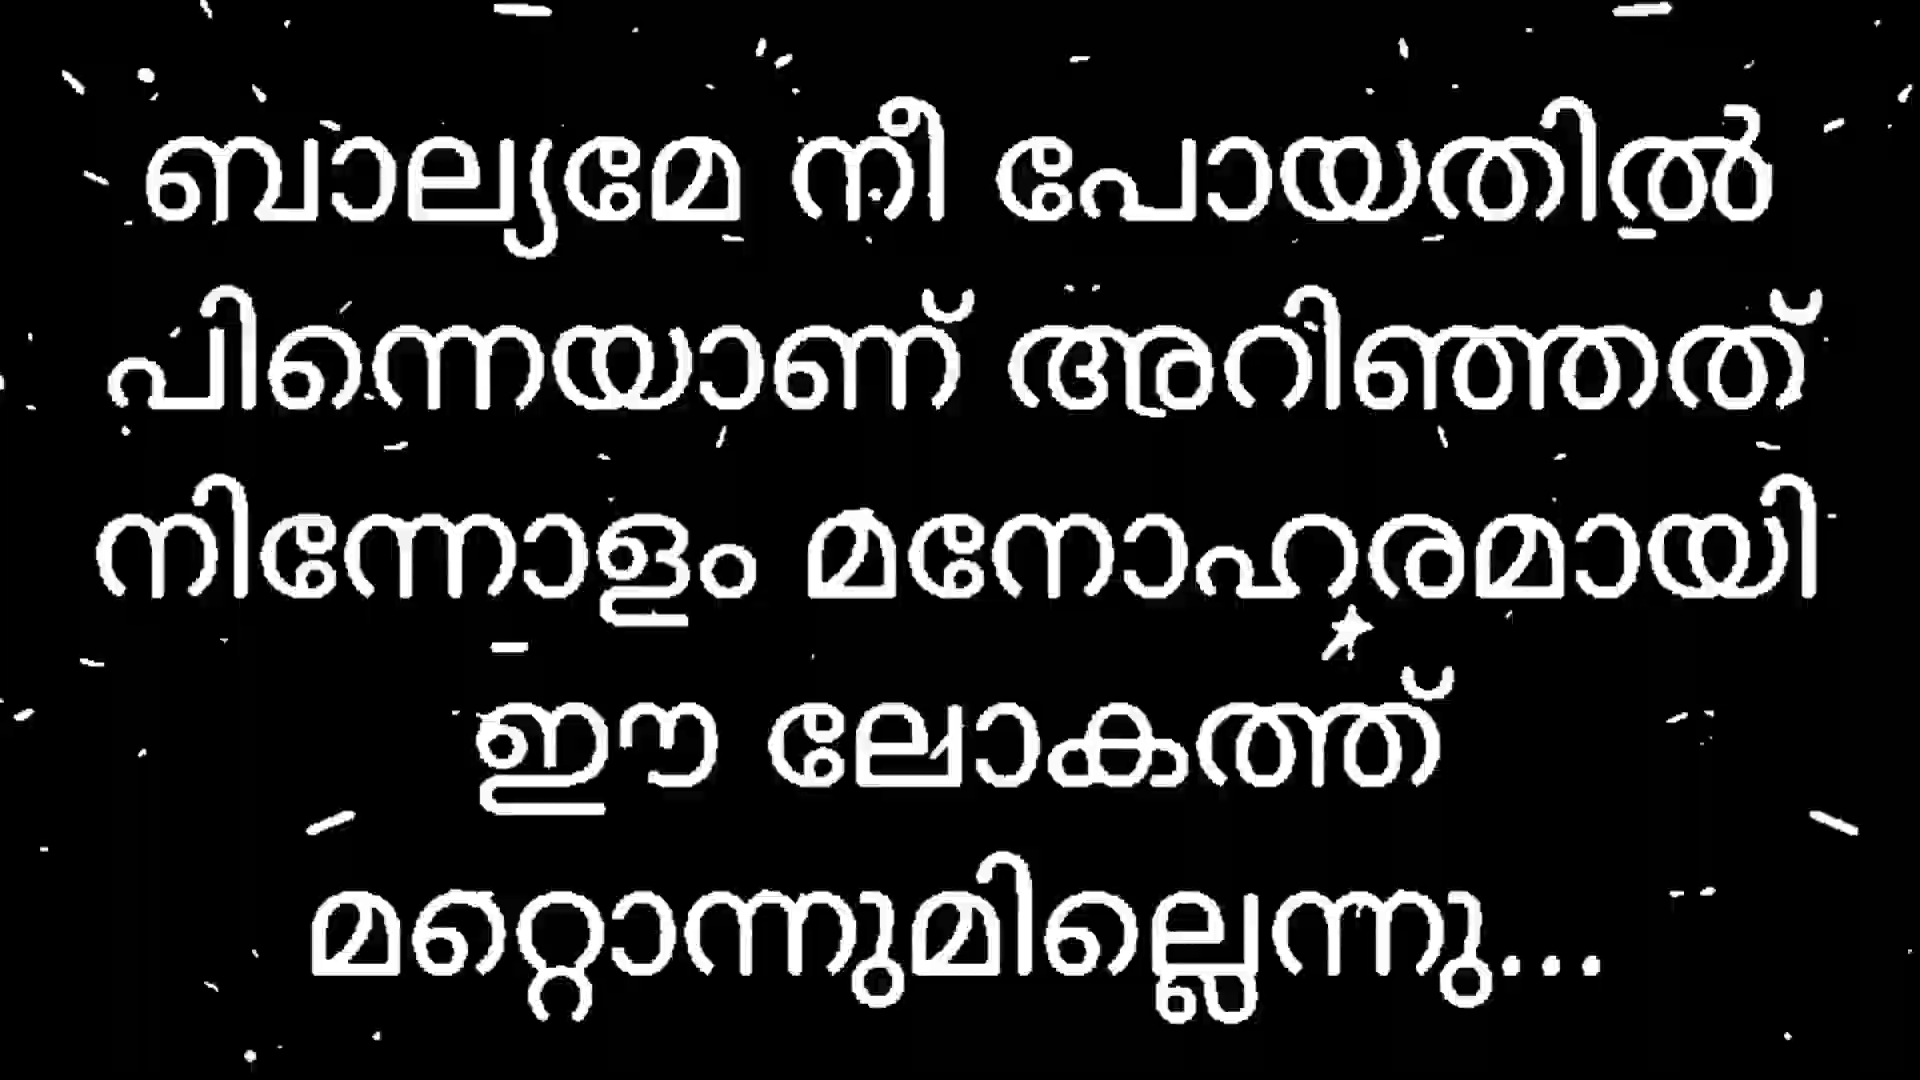 ബാല്യമേ നീ പോയതിൽ
പിന്നെയാണ് അറിഞ്ഞത്
നിന്നോളം മനോഹരമായി
ഈ ലോകത്ത്
മറ്റൊന്നുമില്ലെന്നു...